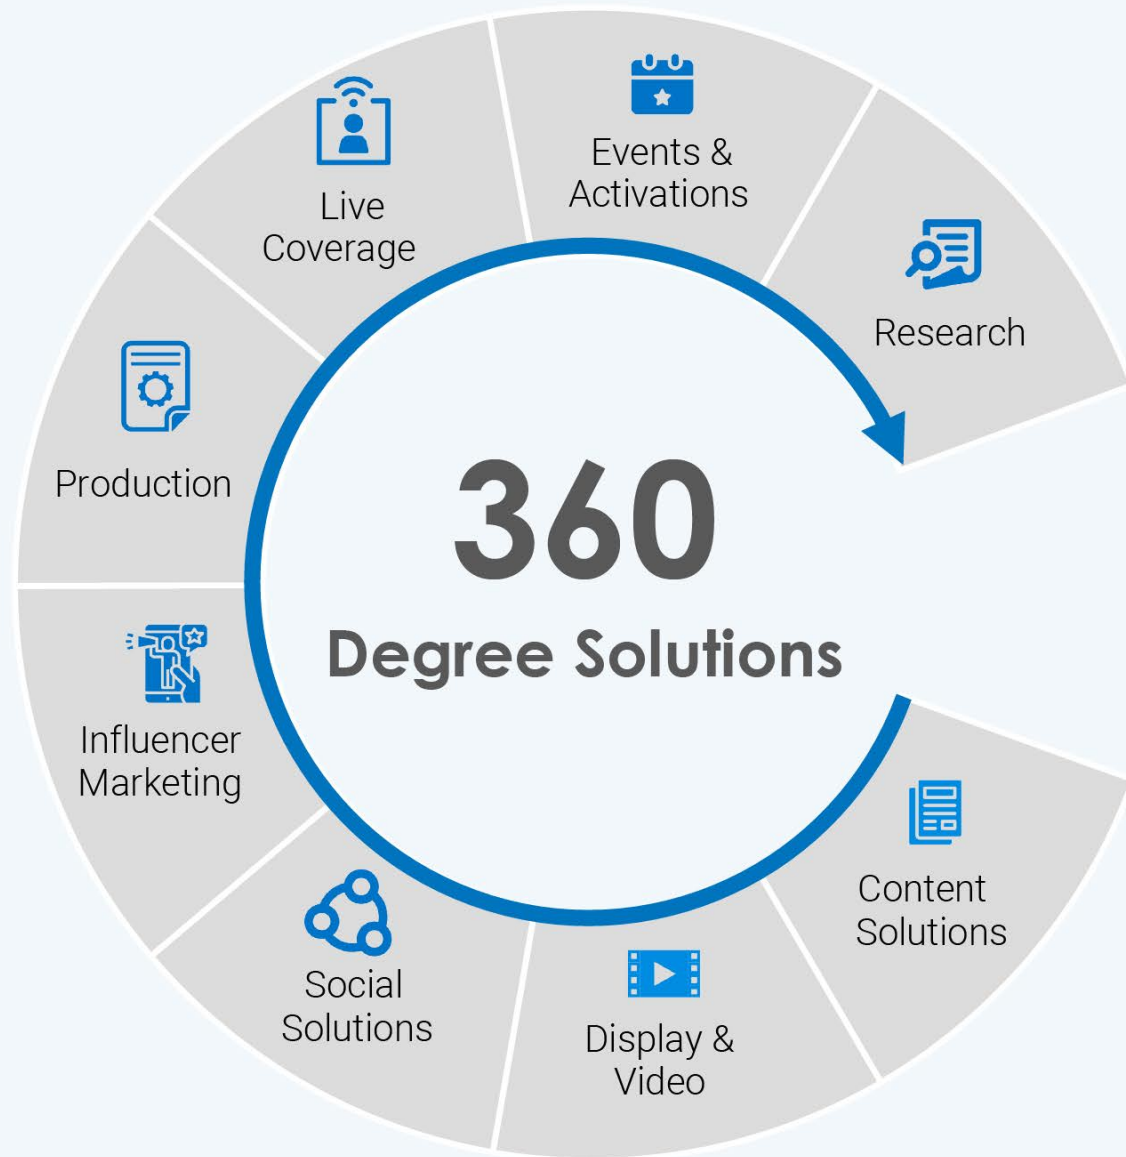 Events &
Activations
Live
Coverage
Research
Production
360
Degree Solutions
Influencer
Marketing
Content
Solutions
Social
Solutions
Display &
Video